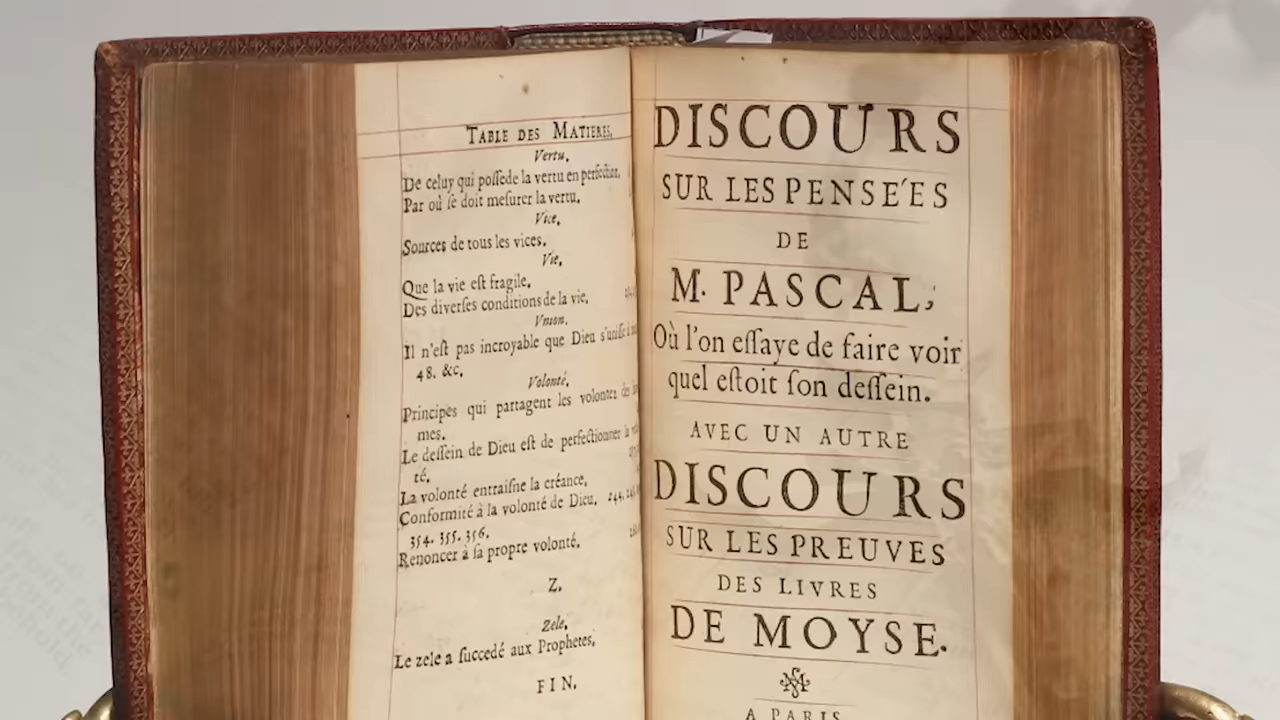 TABLE DES MATIERES.
Vertu.
De celuy qui poſſede la vertu en perfection.
Par où ſe doit meſurer la vertu.
Vice.
Sources de tous les vices.
Vie.
Que la vie eſt fragile.
Des diverſes conditions de la vie.
Vnion.
Il n'eſt pas incroyable que Dieu s'uniſſe à
48. &c.
Volonté.
Principes qui partagent les volontez des
mes.
Le deſſein de Dieu eſt de perfectionner la
té.
La volonté entraiſne la créance.
Conformité à la volonté de Dieu. 244.
354. 355. 356.
Renoncer à ſa propre volonté.
Z.
Zele.
Le zele a ſuccedé aux Prophetes.
FIN.
DISCOURS
SUR LES PENSE'ES
DE
M. PASCAL,
Où l'on eſſaye de faire voir
quel eſtoit ſon deſſein.
AVEC UN AUTRE
DISCOURS
SUR LES PREUVES
DES LIVRES
DE MOYSE.
A PARIS